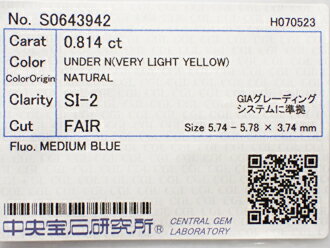 No. S0643942 H070523
Carat 0.814 ct
Color UNDER N(VERY LIGHT YELLOW)
ColorOrigin NATURAL
Clarity SI-2 GIAグレーディング
システムに準拠
Cut FAIR Size 5.74 - 5.78 × 3.74 mm
Fluo. MEDIUM BLUE
中央宝石研究所® CENTRAL GEM
LABORATORY